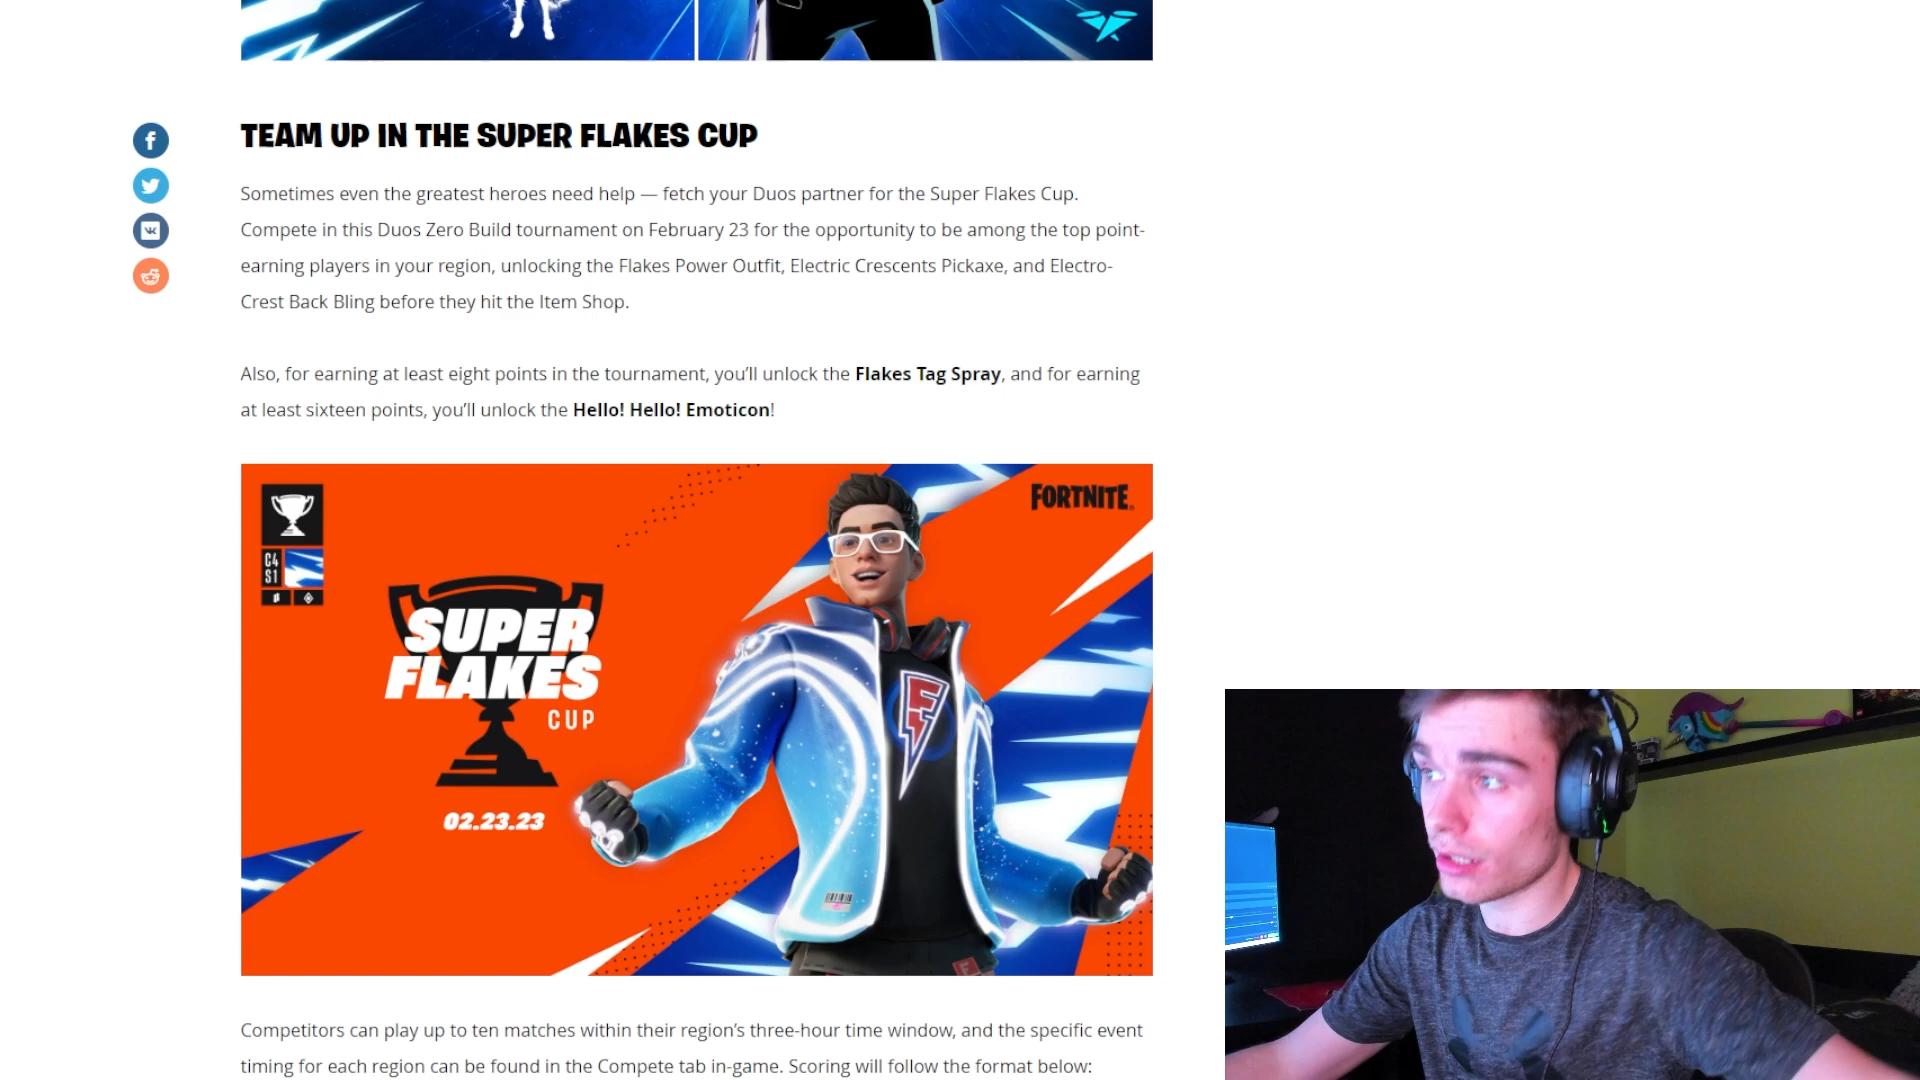 TEAM UP IN THE SUPER FLAKES CUP
Sometimes even the greatest heroes need help — fetch your Duos partner for the Super Flakes Cup.
Compete in this Duos Zero Build tournament on February 23 for the opportunity to be among the top point-
earning players in your region, unlocking the Flakes Power Outfit, Electric Crescents Pickaxe, and Electro-
Crest Back Bling before they hit the Item Shop.
Also, for earning at least eight points in the tournament, you’ll unlock the Flakes Tag Spray, and for earning
at least sixteen points, you’ll unlock the Hello! Hello! Emoticon!
FORTNITE.
C4
S1
SUPER
FLAKES
CUP
02.23.23
F
Competitors can play up to ten matches within their region’s three-hour time window, and the specific event
timing for each region can be found in the Compete tab in-game. Scoring will follow the format below: